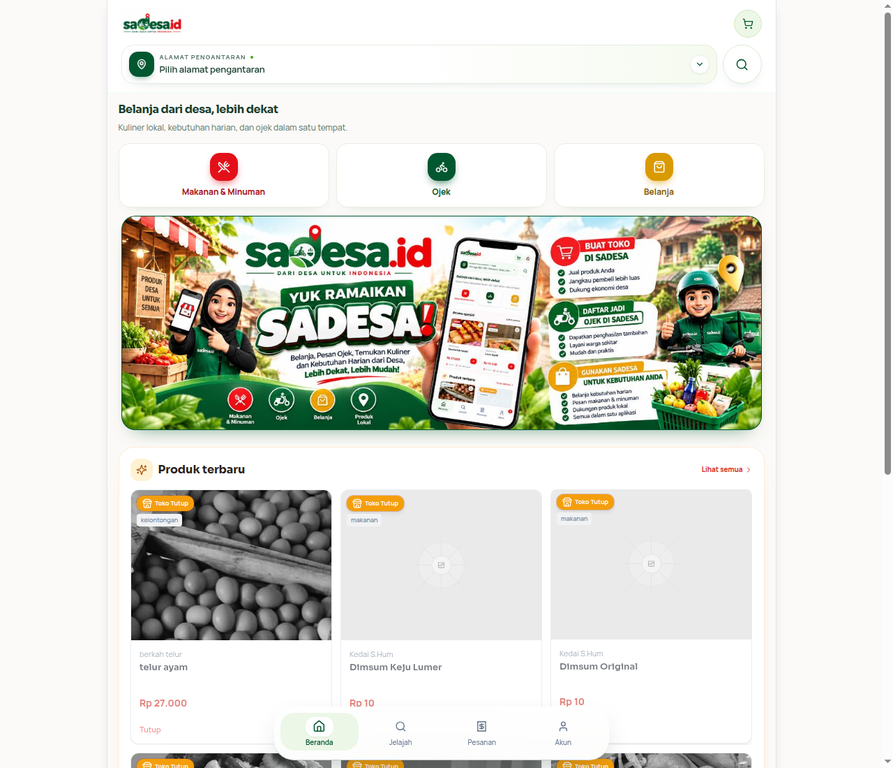 sadesa.id
DARI DESA UNTUK INDONESIA
ALAMAT PENGANTARAN
Pilih alamat pengantaran
Belanja dari desa, lebih dekat
Kuliner lokal, kebutuhan harian, dan ojek dalam satu tempat.
Makanan & Minuman
Ojek
Belanja
PRODUK
DESA
UNTUK
SEMUA
sadesa.id
DARI DESA UNTUK INDONESIA
YUK RAMAIKAN
SADESA!
Belanja, Pesan Ojek, Temukan Kuliner
dan Kebutuhan Harian dari Desa,
Lebih Dekat, Lebih Mudah!
Makanan
& Minuman
Ojek
Belanja
Produk
Lokal
BUAT TOKO
DI SADESA
Jual produk Anda
Jangkau pembeli lebih luas
Dukung ekonomi desa
DAFTAR JADI
OJEK DI SADESA
Dapatkan penghasilan tambahan
Layani warga sekitar
Mudah dan praktis
GUNAKAN SADESA
UNTUK KEBUTUHAN ANDA
Belanja kebutuhan harian
Pesan makanan & minuman
Dukungan produk lokal
Semua dalam satu aplikasi
Produk terbaru
Lihat semua
Toko Tutup
kelontongan
Toko Tutup
makanan
Toko Tutup
makanan
berkah telur
telur ayam
Rp 27.000
Tutup
Kedai S.Hum
Dimsum Keju Lumer
Rp 10
Kedai S.Hum
Dimsum Original
Rp 10
Beranda
Jelajah
Pesanan
Akun
Toko Tutup